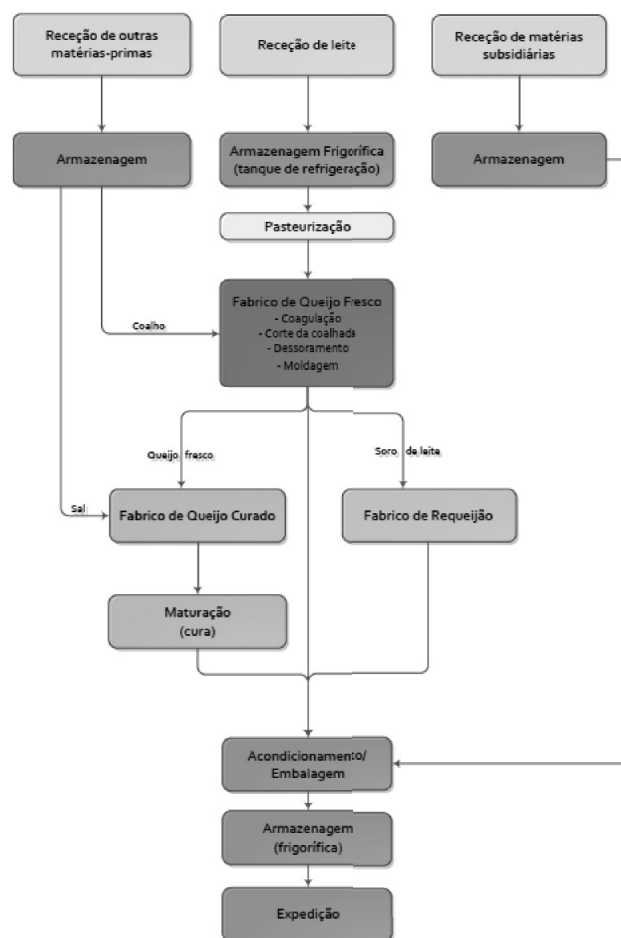 Receção de outras
matérias-primas
Receção de leite
Receção de matérias
subsidiárias
Armazenagem
Armazenagem Frigorífica
(tanque de refrigeração)
Armazenagem
Pasteurização
Fabrico de Queijo Fresco
- Coagulação
- Corte da coalhada
- Dessoramento
- Moldagem
Coalho
Queijo fresco
Soro de leite
Sal
Fabrico de Queijo Curado
Fabrico de Requeijão
Maturação
(cura)
Acondicionamento/
Embalagem
Armazenagem
(frigorífica)
Expedição